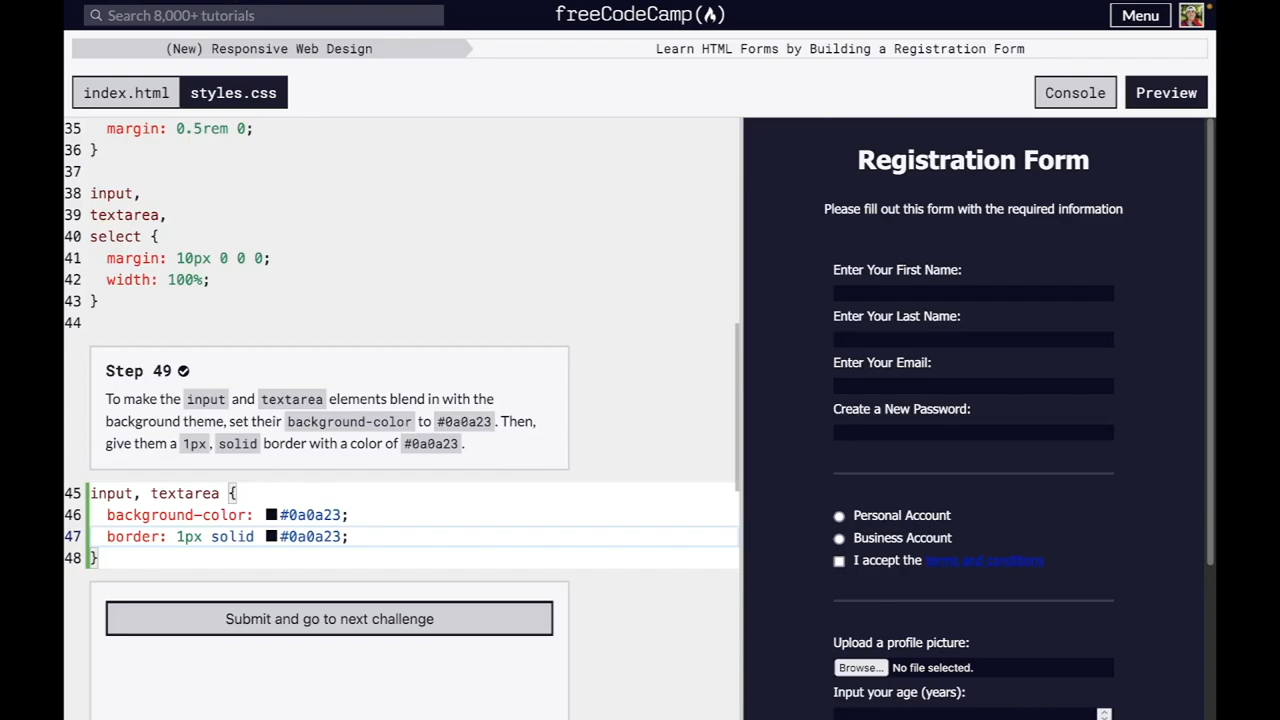 Search 8,000+ tutorials
freeCodeCamp
Menu
(New) Responsive Web Design
Learn HTML Forms by Building a Registration Form
index.html
styles.css
Console
Preview
35 margin: 0.5rem 0;
36 }
37
38 input,
39 textarea,
40 select {
41 margin: 10px 0 0 0;
42 width: 100%;
43 }
44
Step 49
To make the input and textarea elements blend in with the
background theme, set their background-color to #0a0a23. Then,
give them a 1px, solid border with a color of #0a0a23.
45 input, textarea {
46 background-color: #0a0a23;
47 border: 1px solid #0a0a23;
48 }
Submit and go to next challenge
Registration Form
Please fill out this form with the required information
Enter Your First Name:
Enter Your Last Name:
Enter Your Email:
Create a New Password:
Personal Account
Business Account
I accept the terms and conditions
Upload a profile picture:
Browse... No file selected.
Input your age (years):